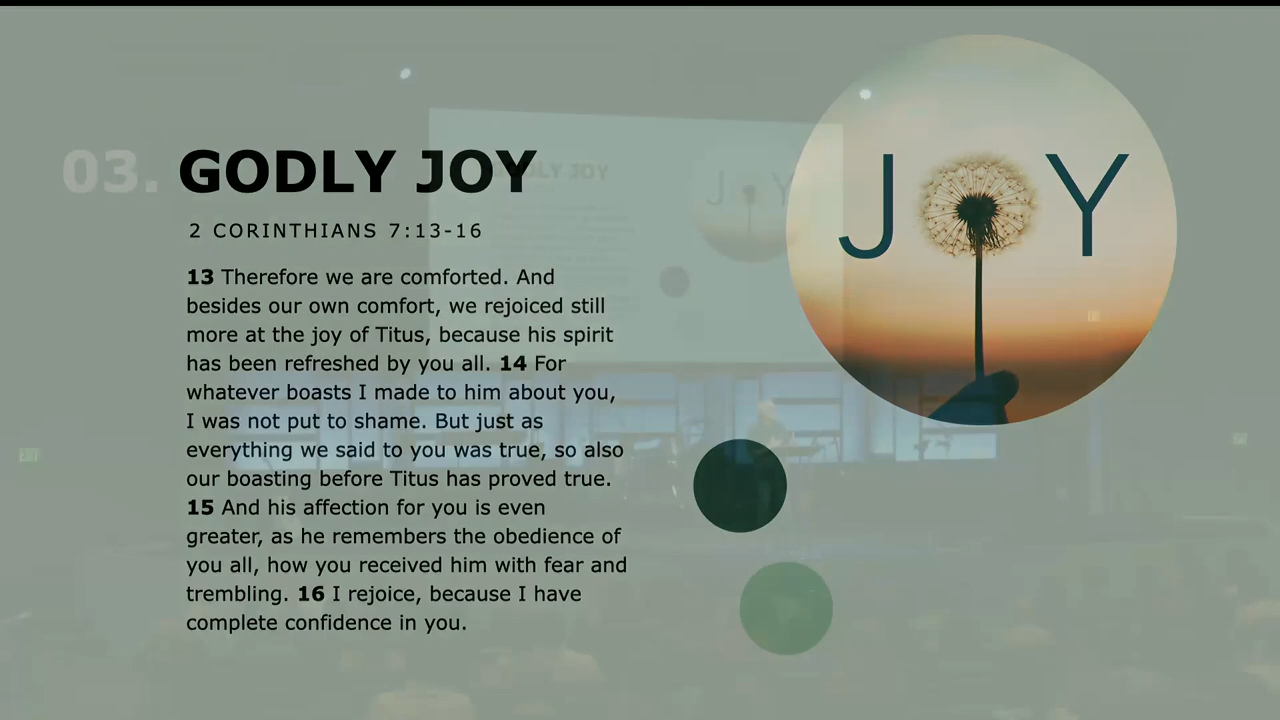 03. GODLY JOY
2 CORINTHIANS 7:13-16
13 Therefore we are comforted. And
besides our own comfort, we rejoiced still
more at the joy of Titus, because his spirit
has been refreshed by you all. 14 For
whatever boasts I made to him about you,
I was not put to shame. But just as
everything we said to you was true, so also
our boasting before Titus has proved true.
15 And his affection for you is even
greater, as he remembers the obedience of
you all, how you received him with fear and
trembling. 16 I rejoice, because I have
complete confidence in you.
J Y
GODLY JOY
J Y